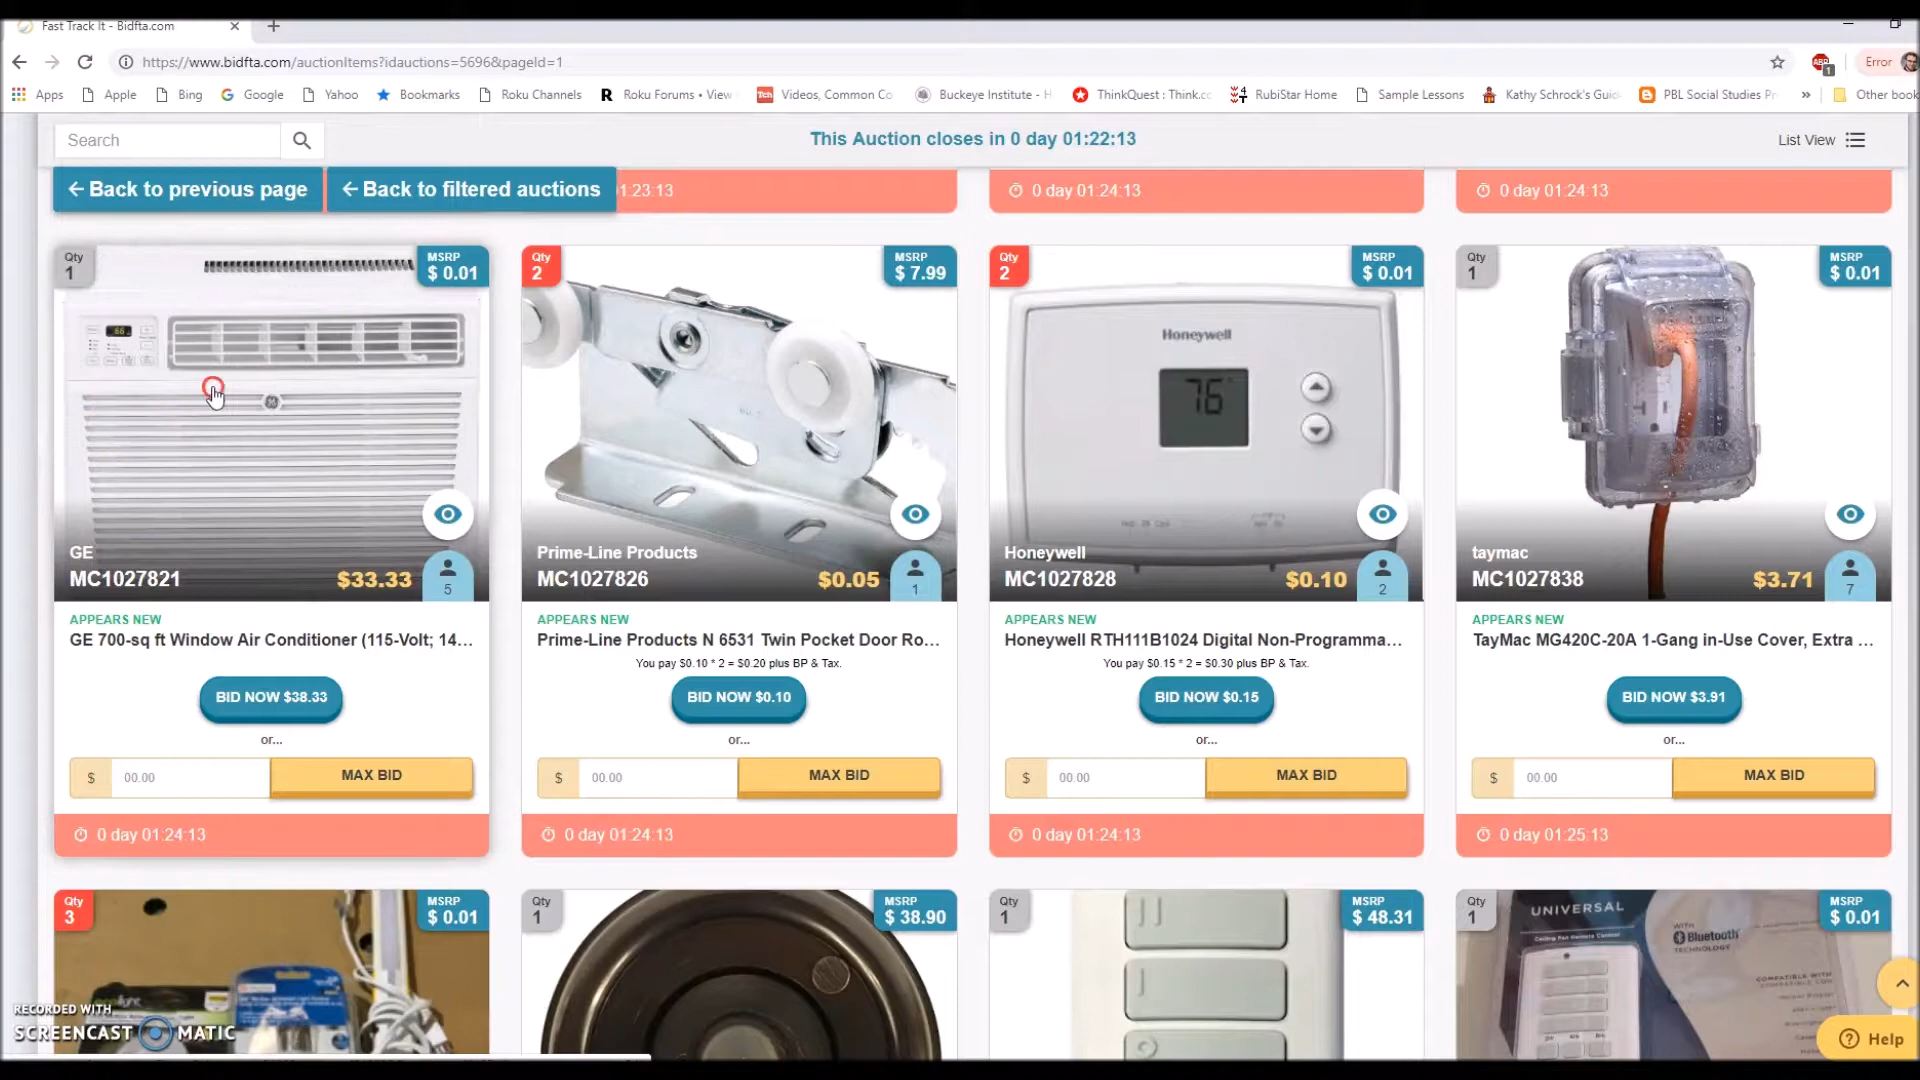 Fast Track It - Bidfta.com
https://www.bidfta.com/auctionItems?idauctions=5696&pageId=1
ABP
1
Error
Apps
Apple
Bing
Google
Yahoo
Bookmarks
Roku Channels
Roku Forums • View
Videos, Common Co
Buckeye Institute - H
ThinkQuest : Think.cc
RubiStar Home
Sample Lessons
Kathy Schrock's Guid
PBL Social Studies Pr
»
Other book
Search
This Auction closes in 0 day 01:22:13
List View
Back to previous page
Back to filtered auctions
1:23:13
0 day 01:24:13
0 day 01:24:13
Qty
1
MSRP
$ 0.01
GE
MC1027821
$33.33
5
APPEARS NEW
GE 700-sq ft Window Air Conditioner (115-Volt; 14...
BID NOW $38.33
or...
$
00.00
MAX BID
0 day 01:24:13
Qty
2
MSRP
$ 7.99
Prime-Line Products
MC1027826
$0.05
1
APPEARS NEW
Prime-Line Products N 6531 Twin Pocket Door Ro...
You pay $0.10 * 2 = $0.20 plus BP & Tax.
BID NOW $0.10
or...
$
00.00
MAX BID
0 day 01:24:13
Qty
2
MSRP
$ 0.01
Honeywell
76
Honeywell
MC1027828
$0.10
2
APPEARS NEW
Honeywell RTH111B1024 Digital Non-Programma...
You pay $0.15 * 2 = $0.30 plus BP & Tax.
BID NOW $0.15
or...
$
00.00
MAX BID
0 day 01:24:13
Qty
1
MSRP
$ 0.01
taymac
MC1027838
$3.71
7
APPEARS NEW
TayMac MG420C-20A 1-Gang in-Use Cover, Extra ...
BID NOW $3.91
or...
$
00.00
MAX BID
0 day 01:25:13
Qty
3
MSRP
$ 0.01
Qty
1
MSRP
$ 38.90
Qty
1
MSRP
$ 48.31
Qty
1
MSRP
$ 0.01
UNIVERSAL
Ceiling Fan Remote Control
WITH
Bluetooth
TECHNOLOGY
COMPATIBLE WITH
RECORDED WITH
SCREENCAST MATIC
Help